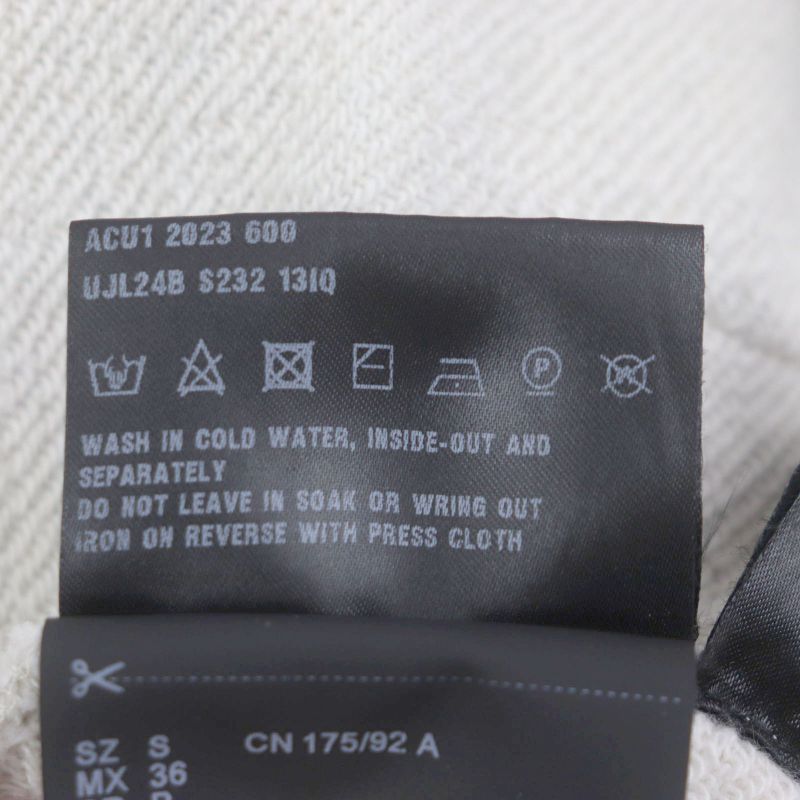 ACU1 2023 600
UJL24B S232 13IQ
P
WASH IN COLD WATER, INSIDE-OUT AND
SEPARATELY
DO NOT LEAVE IN SOAK OR WRING OUT
IRON ON REVERSE WITH PRESS CLOTH
SZ S CN 175/92 A
MX 36